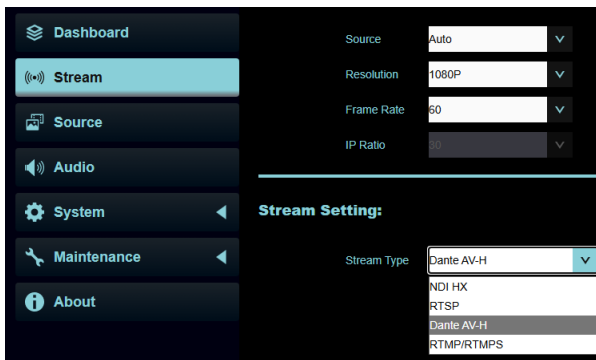 Dashboard
Stream
Source
Audio
System
Maintenance
About
Source Auto
Resolution 1080P
Frame Rate 60
IP Ratio 30
Stream Setting:
Stream Type Dante AV-H
NDI HX
RTSP
Dante AV-H
RTMP/RTMPS